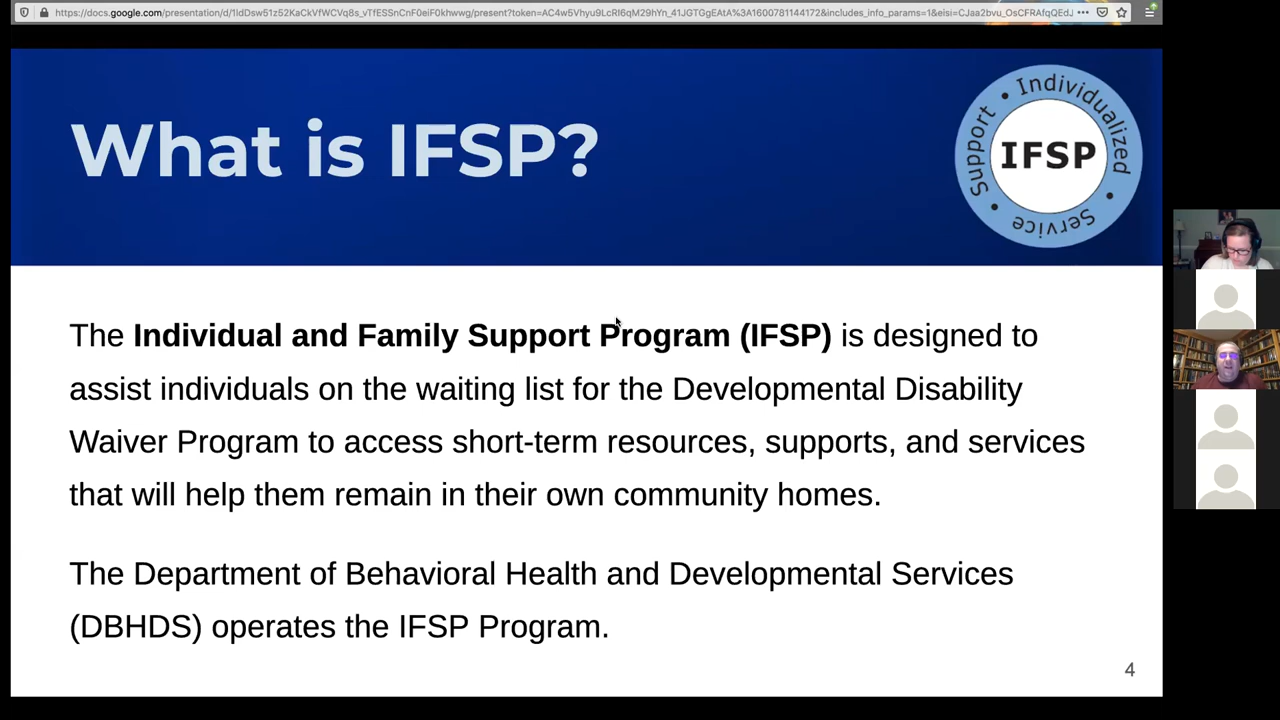 What is IFSP?
Support • Individualized • Service •
IFSP
The Individual and Family Support Program (IFSP) is designed to
assist individuals on the waiting list for the Developmental Disability
Waiver Program to access short-term resources, supports, and services
that will help them remain in their own community homes.
The Department of Behavioral Health and Developmental Services
(DBHDS) operates the IFSP Program.
4